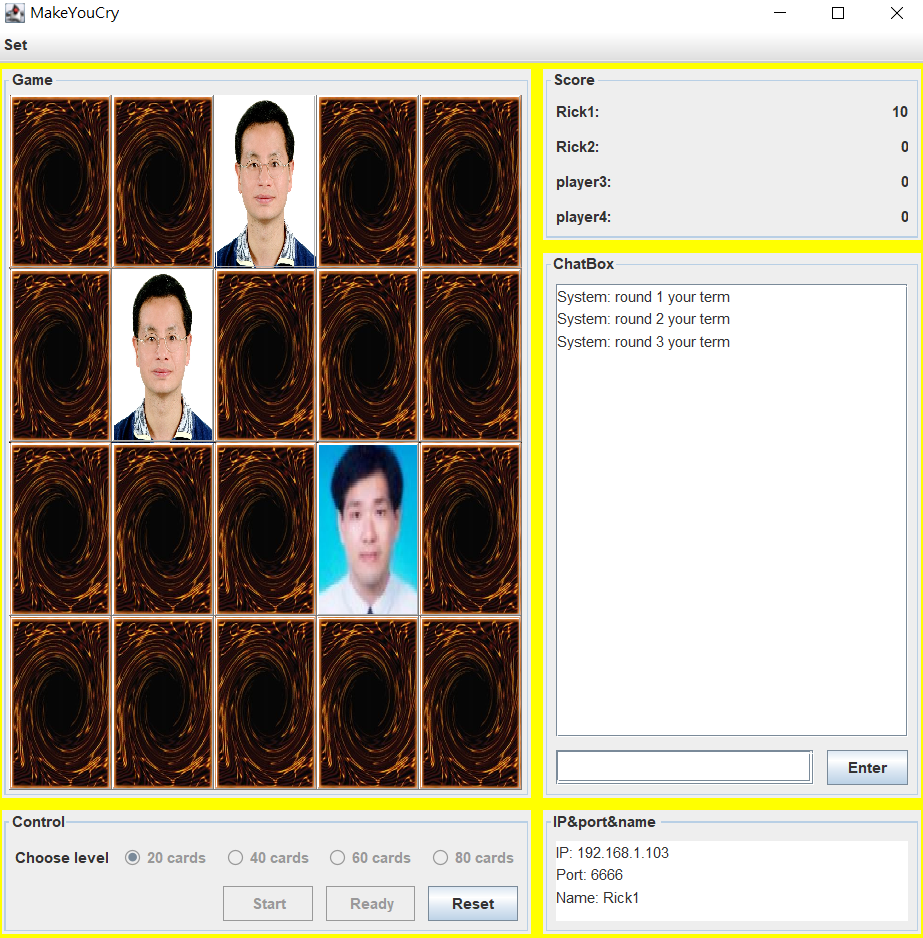 MakeYouCry
Set
Game
Score
Rick1: 10
Rick2: 0
player3: 0
player4: 0
ChatBox
System: round 1 your term
System: round 2 your term
System: round 3 your term
Enter
Control
Choose level 20 cards 40 cards 60 cards 80 cards
Start Ready Reset
IP&port&name
IP: 192.168.1.103
Port: 6666
Name: Rick1